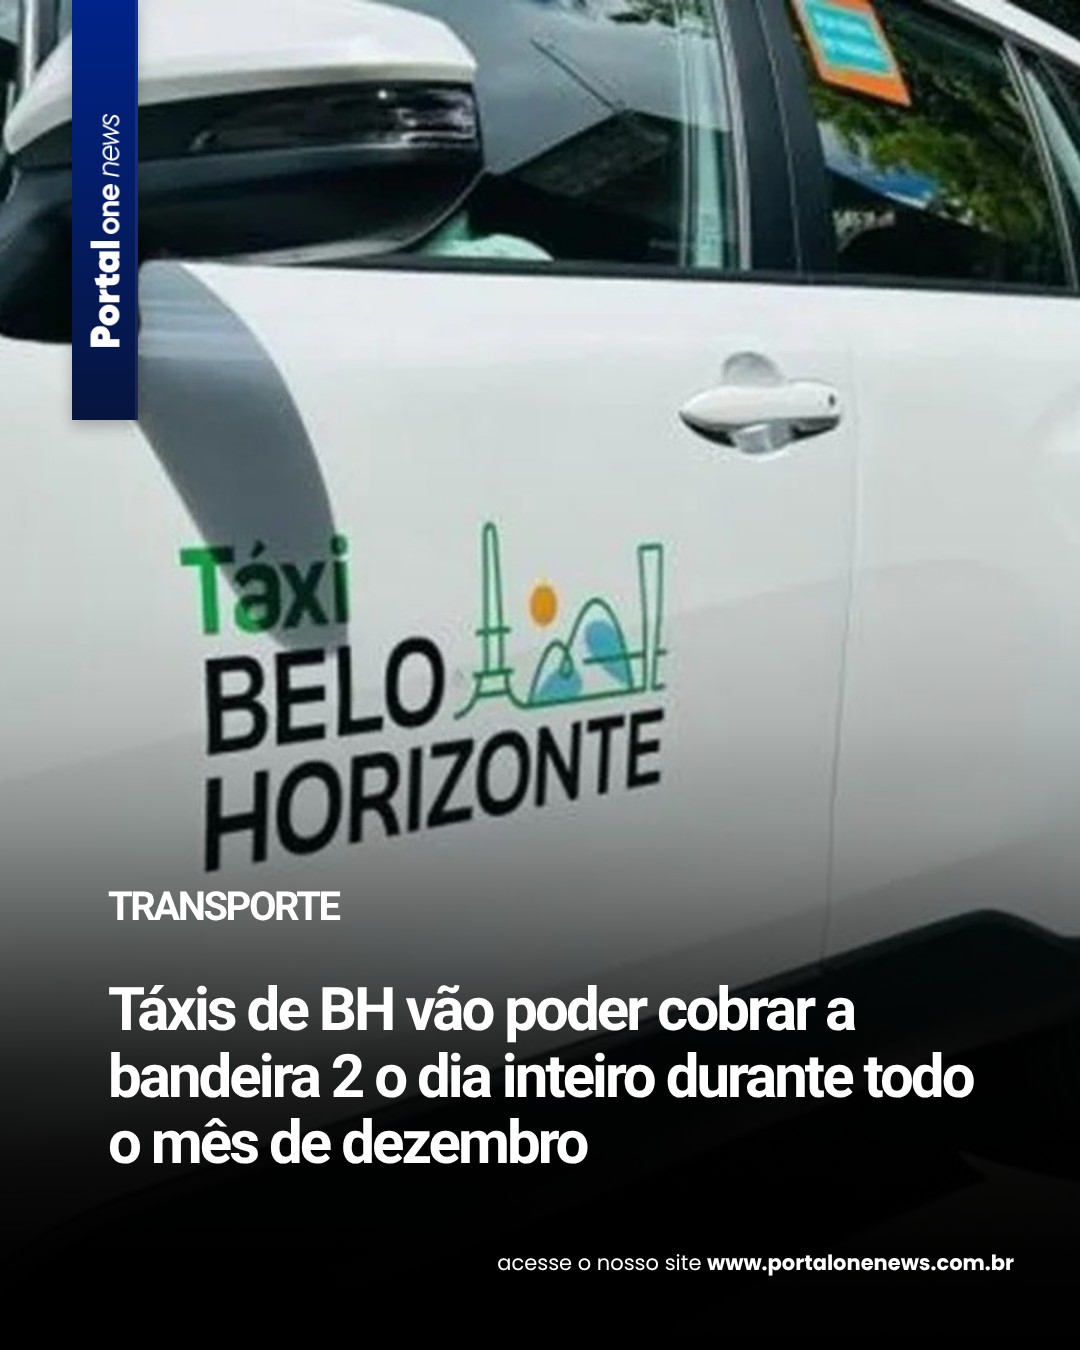 Portal one news
Táxi
BELO
HORIZONTE
TRANSPORTE
Táxis de BH vão poder cobrar a
bandeira 2 o dia inteiro durante todo
o mês de dezembro
acesse o nosso site www.portalonenews.com.br